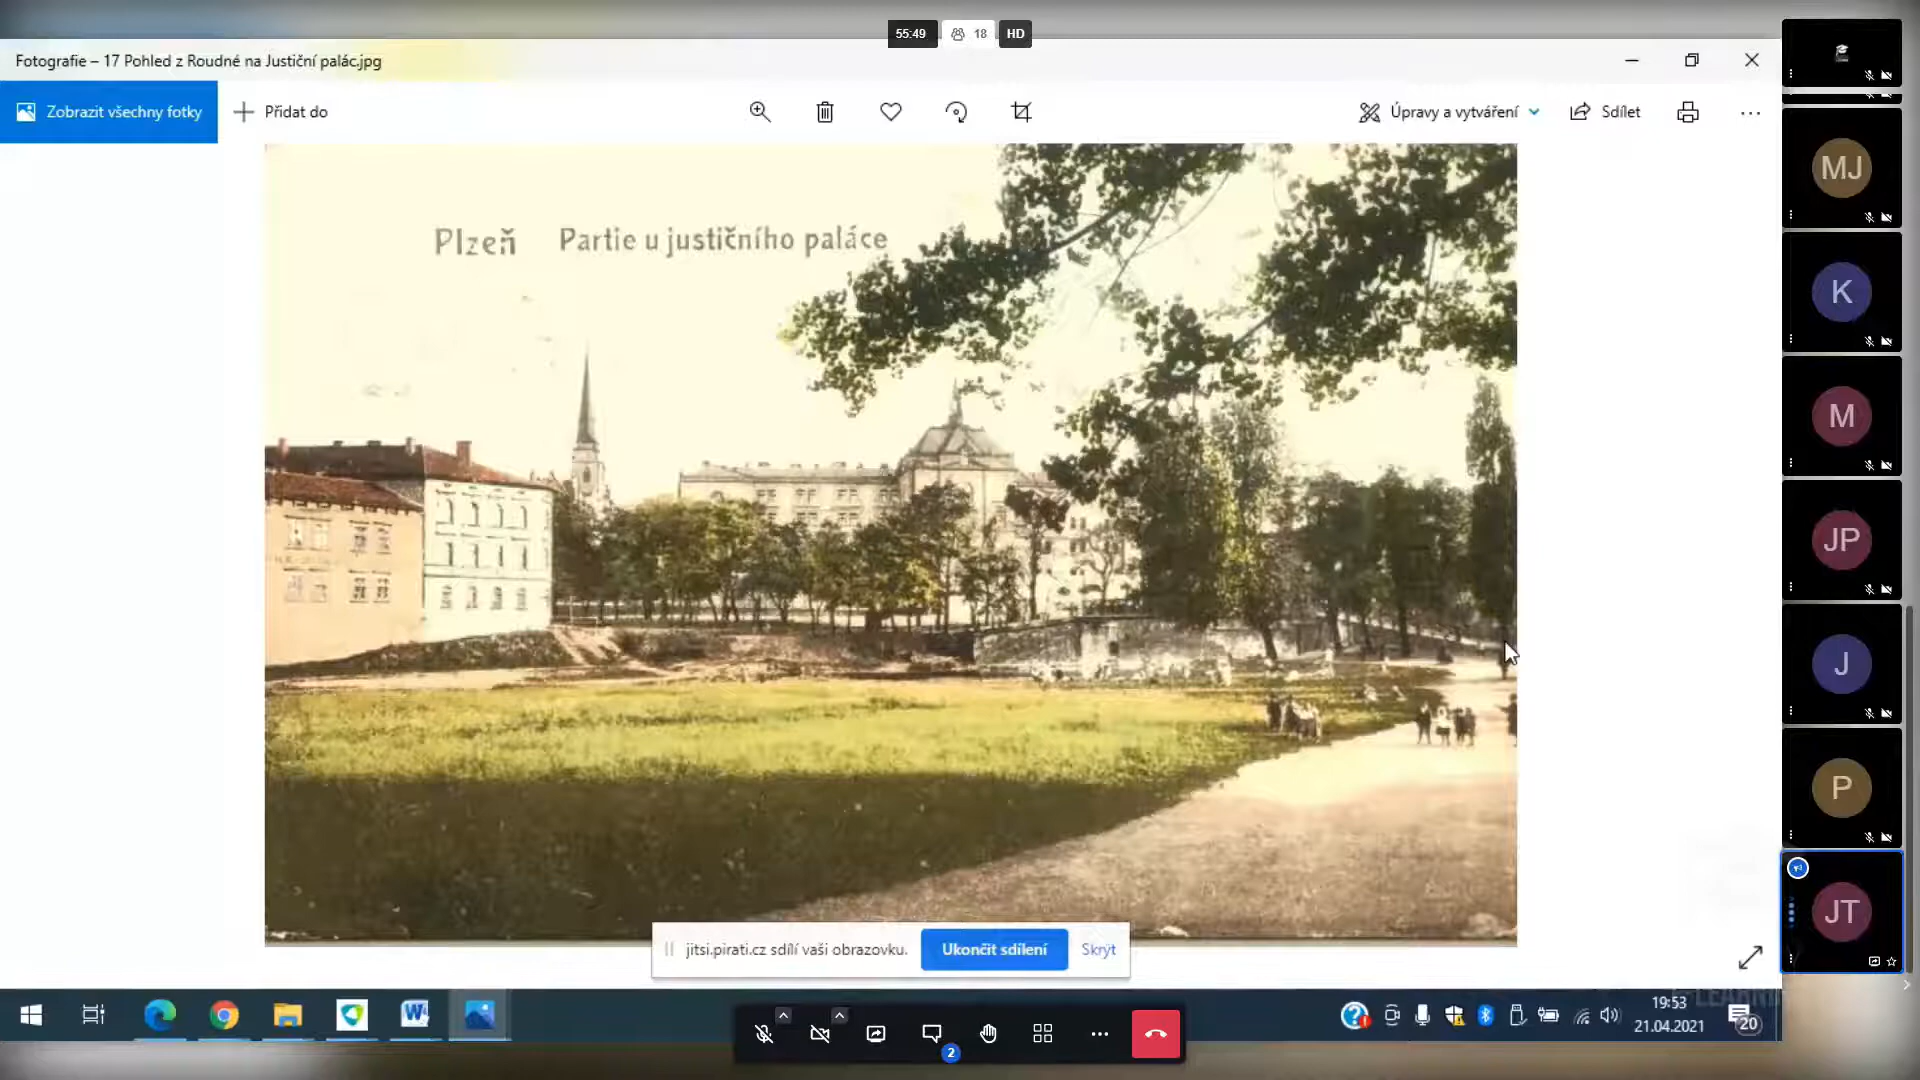 55:49
18
HD
Fotografie – 17 Pohled z Roudné na Justiční palác.jpg
Zobrazit všechny fotky
Přidat do
Úpravy a vytváření
Sdílet
Plzeň Partie u justičního paláce
MJ
K
M
JP
J
P
JT
jitsi.pirati.cz sdílí vaši obrazovku.
Ukončit sdílení
Skrýt
19:53
21.04.2021
20
2